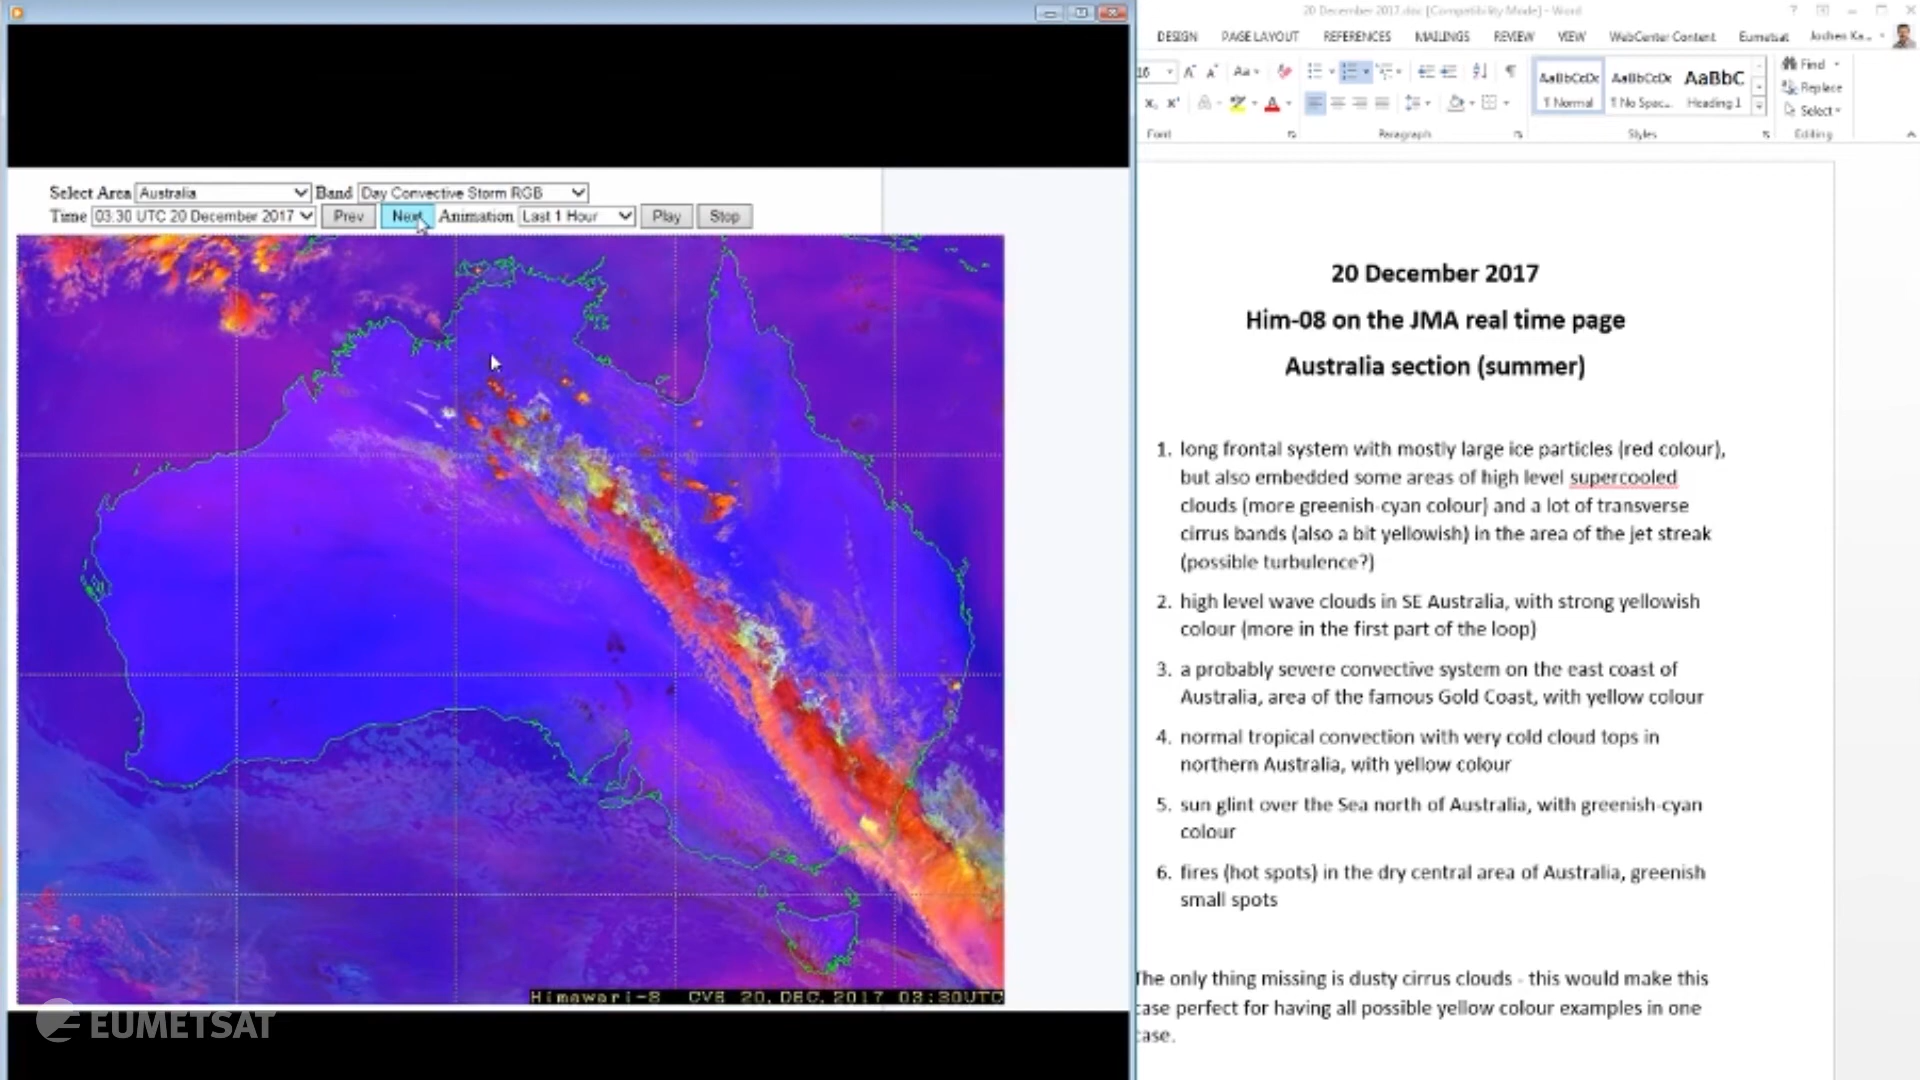 20 December 2017.doc [Compatibility Mode] - Word
DESIGN PAGE LAYOUT REFERENCES MAILINGS REVIEW VIEW WebCenter Content Eumetsat Jochen Ka...
16 Aa
Find
AaBbCcDc AaBbCcDc AaBbC
Replace
¶ Normal ¶ No Spac... Heading 1
Select
Font Paragraph Styles Editing
Select Area Australia Band Day Convective Storm RGB
Time 03:30 UTC 20 December 2017 Prev Next Animation Last 1 Hour Play Stop
Himawari-8 CVS 20.DEC.2017 03:30UTC
EUMETSAT
20 December 2017
Him-08 on the JMA real time page
Australia section (summer)
1. long frontal system with mostly large ice particles (red colour),
but also embedded some areas of high level supercooled
clouds (more greenish-cyan colour) and a lot of transverse
cirrus bands (also a bit yellowish) in the area of the jet streak
(possible turbulence?)
2. high level wave clouds in SE Australia, with strong yellowish
colour (more in the first part of the loop)
3. a probably severe convective system on the east coast of
Australia, area of the famous Gold Coast, with yellow colour
4. normal tropical convection with very cold cloud tops in
northern Australia, with yellow colour
5. sun glint over the Sea north of Australia, with greenish-cyan
colour
6. fires (hot spots) in the dry central area of Australia, greenish
small spots
The only thing missing is dusty cirrus clouds - this would make this
case perfect for having all possible yellow colour examples in one
case.